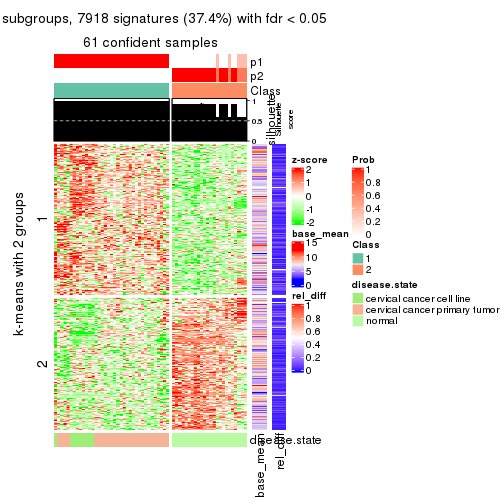 subgroups, 7918 signatures (37.4%) with fdr < 0.05
61 confident samples
p1
p2
Class
silhouette
Silhouette
score
1
0.5
0
k-means with 2 groups
1
2
disease.state
base_mean
rel_diff
z-score
2
1
0
-1
-2
base_mean
15
10
5
0
rel_diff
1
0.8
0.6
0.4
0.2
0
Prob
1
0.8
0.6
0.4
0.2
0
Class
1
2
disease.state
cervical cancer cell line
cervical cancer primary tumor
normal